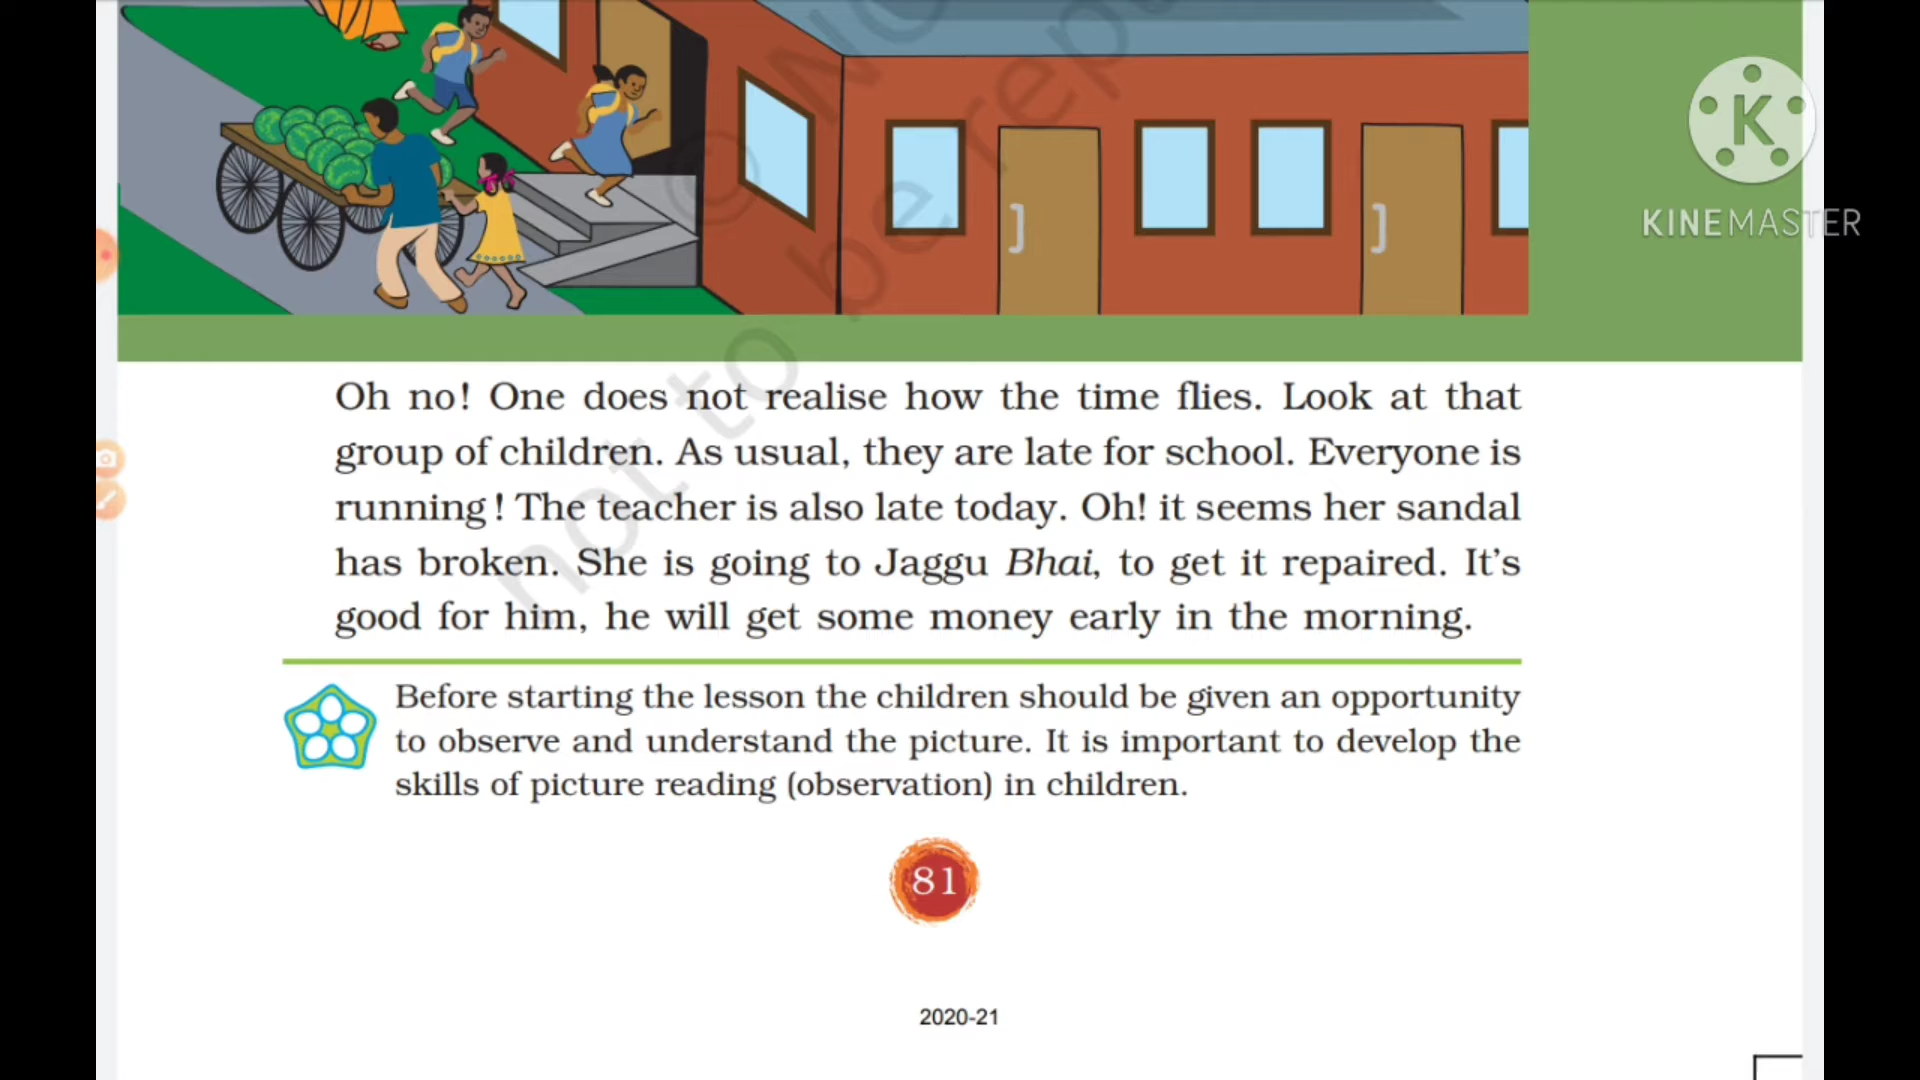 K
KINEMASTER
© NO
not to be rep
Oh no! One does not realise how the time flies. Look at that
group of children. As usual, they are late for school. Everyone is
running! The teacher is also late today. Oh! it seems her sandal
has broken. She is going to Jaggu Bhai, to get it repaired. It's
good for him, he will get some money early in the morning.
Before starting the lesson the children should be given an opportunity
to observe and understand the picture. It is important to develop the
skills of picture reading (observation) in children.
81
2020-21